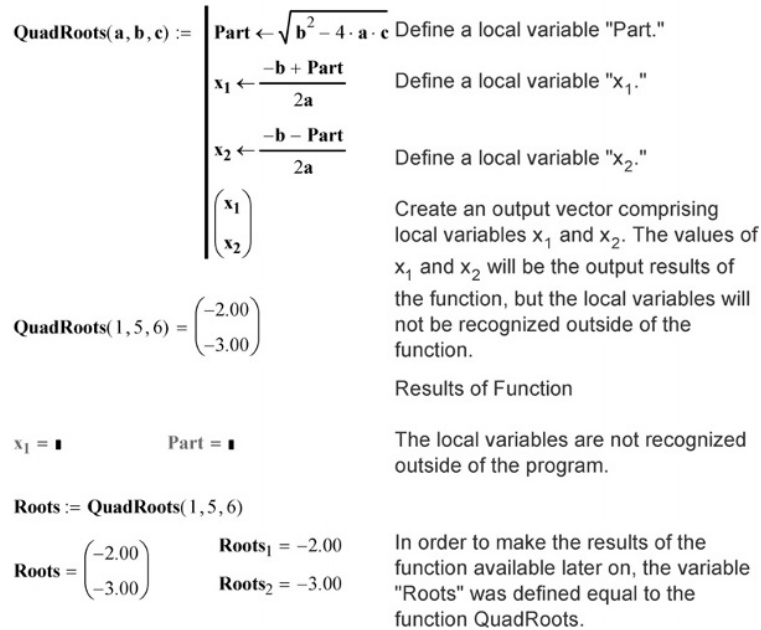 QuadRoots(a, b, c) := Part ← √(b² − 4 · a · c) Define a local variable "Part."
x₁ ← (−b + Part) / 2a Define a local variable "x₁."
x₂ ← (−b − Part) / 2a Define a local variable "x₂."
(x₁
x₂)
Create an output vector comprising
local variables x₁ and x₂. The values of
x₁ and x₂ will be the output results of
the function, but the local variables will
not be recognized outside of the
function.
QuadRoots(1, 5, 6) = (−2.00
−3.00)
Results of Function
x₁ = ▮ Part = ▮
The local variables are not recognized
outside of the program.
Roots := QuadRoots(1, 5, 6)
Roots = (−2.00
−3.00)
Roots₁ = −2.00
Roots₂ = −3.00
In order to make the results of the
function available later on, the variable
"Roots" was defined equal to the
function QuadRoots.